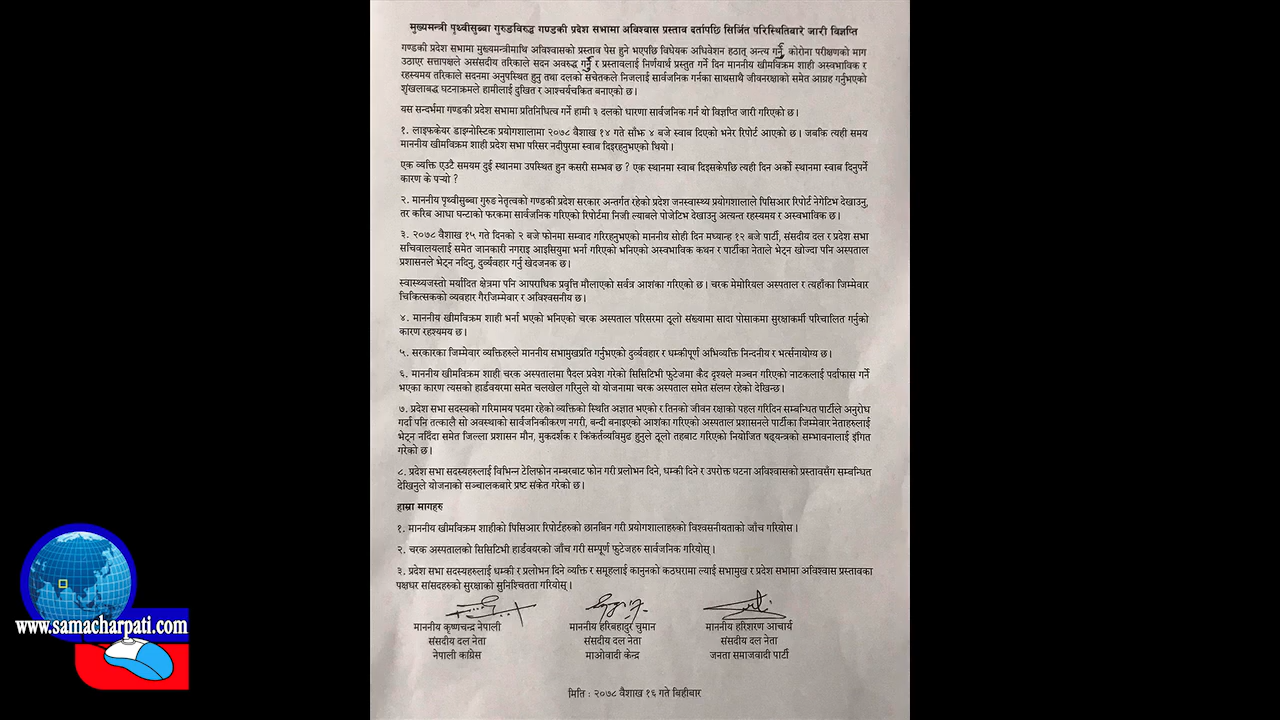 मुख्यमन्त्री पृथ्वीसुब्बा गुरुङविरुद्ध गण्डकी प्रदेश सभामा अविश्वास प्रस्ताव दर्तापछि सिर्जित परिस्थितिबारे जारी विज्ञप्ति
गण्डकी प्रदेश सभामा मुख्यमन्त्रीमाथि अविश्वासको प्रस्ताव पेस हुने भएपछि विधेयक अधिवेशन हठात् अन्त्य गर्नु, कोरोना परीक्षणको माग
उठाएर सत्तापक्षले असंसदीय तरिकाले सदन अवरुद्ध गर्नु र प्रस्तावलाई निर्णयार्थ प्रस्तुत गर्ने दिन माननीय खीमविक्रम शाही अस्वभाविक र
रहस्यमय तरिकाले सदनमा अनुपस्थित हुनु तथा दलको सचेतकले निजलाई सार्वजनिक गर्नका साथसाथै जीवनरक्षाको समेत आग्रह गर्नुभएको
शृंखलाबद्ध घटनाक्रमले हामीलाई दुखित र आश्चर्यचकित बनाएको छ ।
यस सन्दर्भमा गण्डकी प्रदेश सभामा प्रतिनिधित्व गर्ने हामी ३ दलको धारणा सार्वजनिक गर्न यो विज्ञप्ति जारी गरिएको छ ।
१. लाइफकेयर डाइग्नोस्टिक प्रयोगशालामा २०७८ वैशाख १४ गते साँझ ४ बजे स्वाब दिएको भनेर रिपोर्ट आएको छ । जबकि त्यही समय
माननीय खीमविक्रम शाही प्रदेश सभा परिसर नदीपुरमा स्वाब दिइरहनुभएको थियो ।
एक व्यक्ति एउटै समयम दुई स्थानमा उपस्थित हुन कसरी सम्भव छ ? एक स्थानमा स्वाब दिइसकेपछि त्यही दिन अर्को स्थानमा स्वाब दिनुपर्ने
कारण के पर्‍यो ?
२. माननीय पृथ्वीसुब्बा गुरुङ नेतृत्वको गण्डकी प्रदेश सरकार अन्तर्गत रहेको प्रदेश जनस्वास्थ्य प्रयोगशालाले पिसिआर रिपोर्ट नेगेटिभ देखाउनु,
तर करिब आधा घन्टाको फरकमा सार्वजनिक गरिएको रिपोर्टमा निजी ल्याबले पोजेटिभ देखाउनु अत्यन्त रहस्यमय र अस्वभाविक छ ।
३. २०७८ वैशाख १५ गते दिनको २ बजे फोनमा सम्वाद गरिरहनुभएको माननीय सोही दिन मध्यान्ह १२ बजे पार्टी, संसदीय दल र प्रदेश सभा
सचिवालयलाई समेत जानकारी नगराइ आइसियुमा भर्ना गरिएको भनिएको अस्वभाविक कथन र पार्टीका नेताले भेट्न खोज्दा पनि अस्पताल
प्रशासनले भेट्न नदिनु, दुर्व्यवहार गर्नु खेदजनक छ ।
स्वास्थ्यजस्तो मर्यादित क्षेत्रमा पनि आपराधिक प्रवृत्ति मौलाएको सर्वत्र आशंका गरिएको छ । चरक मेमोरियल अस्पताल र त्यहाँका जिम्मेवार
चिकित्सकको व्यवहार गैरजिम्मेवार र अविश्वसनीय छ ।
४. माननीय खीमविक्रम शाही भर्ना भएको भनिएको चरक अस्पताल परिसरमा ठूलो संख्यामा सादा पोसाकमा सुरक्षाकर्मी परिचालित गर्नुको
कारण रहश्यमय छ ।
५. सरकारका जिम्मेवार व्यक्तिहरुले माननीय सभामुखप्रति गर्नुभएको दुर्व्यवहार र धम्कीपूर्ण अभिव्यक्ति निन्दनीय र भर्त्सनायोग्य छ ।
६. माननीय खीमविक्रम शाही चरक अस्पतालमा पैदल प्रवेश गरेको सिसिटिभी फूटेजमा कैद दृश्यले मञ्चन गरिएको नाटकलाई पर्दाफास गर्ने
भएका कारण त्यसको हार्डवयरमा समेत चलखेल गरिनुले यो योजनामा चरक अस्पताल समेत संलग्न रहेको देखिन्छ ।
७. प्रदेश सभा सदस्यको गरिमामय पदमा रहेको व्यक्तिको स्थिति अज्ञात भएको र तिनको जीवन रक्षाको पहल गरिदिन सम्बन्धित पार्टीले अनुरोध
गर्दा पनि तत्कालै सो अवस्थाको सार्वजनिकीकरण नगरी, बन्दी बनाइएको आशंका गरिएको अस्पताल प्रशासनले पार्टीका जिम्मेवार नेताहरुलाई
भेट्न नदिँदा समेत जिल्ला प्रशासन मौन, मुकदर्शक र किंकर्तव्यविमुढ हुनुले ठूलो तहबाट गरिएको नियोजित षड्यन्त्रको सम्भावनालाई इंगित
गरेको छ ।
८. प्रदेश सभा सदस्यहरुलाई विभिन्न टेलिफोन नम्बरबाट फोन गरी प्रलोभन दिने, धम्की दिने र उपरोक्त घटना अविश्वासको प्रस्तावसँग सम्बन्धित
देखिनुले योजनाको सञ्चालकबारे प्रष्ट संकेत गरेको छ ।
हाम्रा मागहरु
१. माननीय खीमविक्रम शाहीको पिसिआर रिपोर्टहरुको छानबिन गरी प्रयोगशालाहरुको विश्वसनीयताको जाँच गरियोस ।
२. चरक अस्पतालको सिसिटिभी हार्डवयरको जाँच गरी सम्पूर्ण फुटेजहरु सार्वजनिक गरियोस् ।
३. प्रदेश सभा सदस्यहरुलाई धम्की र प्रलोभन दिने व्यक्ति र समूहलाई कानुनको कठघरामा ल्याई सभामुख र प्रदेश सभामा अविश्वास प्रस्तावका
पक्षधर सांसदहरुको सुरक्षाको सुनिश्चितता गरियोस् ।
माननीय कृष्णचन्द्र नेपाली माननीय हरिबहादुर चुमान माननीय हरिशरण आचार्य
संसदीय दल नेता संसदीय दल नेता संसदीय दल नेता
नेपाली कांग्रेस माओवादी केन्द्र जनता समाजवादी पार्टी
मिति : २०७८ वैशाख १६ गते बिहीबार
www.samacharpati.com